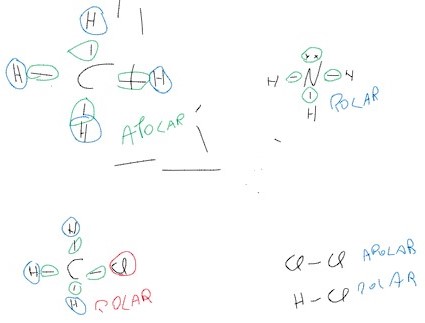 H
H – C – H
H
APOLAR
××
H – N – H
H
POLAR
H
H – C – Cl
H
POLAR
Cl – Cl APOLAR
H – Cl POLAR